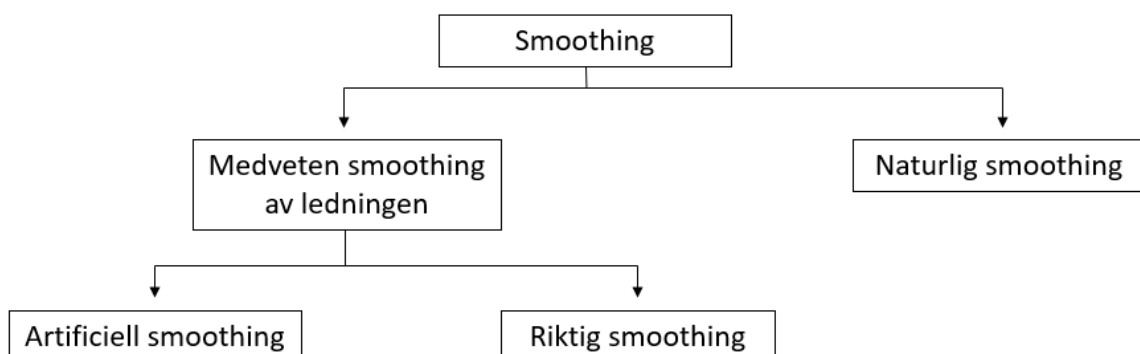 Smoothing
Medveten smoothing
av ledningen
Naturlig smoothing
Artificiell smoothing
Riktig smoothing